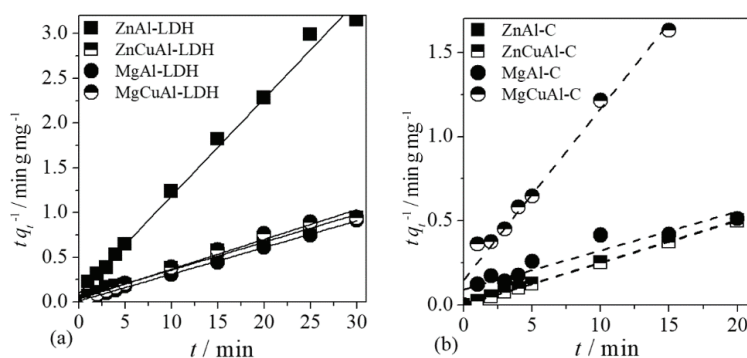 3.0
2.5
2.0
1.5
1.0
0.5
0.0
t q_t^-1 / min g mg^-1
ZnAl-LDH
ZnCuAl-LDH
MgAl-LDH
MgCuAl-LDH
(a)
0 5 10 15 20 25 30
t / min
1.5
1.0
0.5
0.0
t q_t^-1 / min g mg^-1
ZnAl-C
ZnCuAl-C
MgAl-C
MgCuAl-C
(b)
0 5 10 15 20
t / min